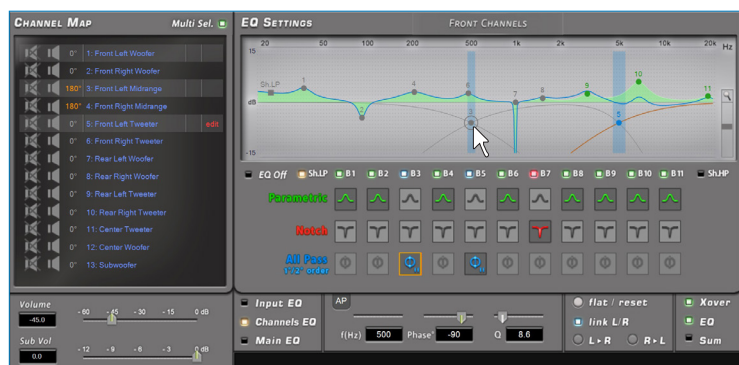 Channel Map Multi Sel. EQ Settings Front Channels
20 50 100 200 500 1k 2k 5k 10k 20k Hz
15
Sh.LP 1 4 6 7 8 9 10 11
dB
2 3 5
-15
0° 1: Front Left Woofer
0° 2: Front Right Woofer
180° 3: Front Left Midrange
180° 4: Front Right Midrange
0° 5: Front Left Tweeter edit
0° 6: Front Right Tweeter
0° 7: Rear Left Woofer
0° 8: Rear Right Woofer
0° 9: Rear Left Tweeter
0° 10: Rear Right Tweeter
0° 11: Center Tweeter
0° 12: Center Woofer
0° 13: Subwoofer
EQ Off Sh.LP B1 B2 B3 B4 B5 B6 B7 B8 B9 B10 B11 Sh.HP
Parametric
Notch
All Pass
1°/2° order
Volume
-45.0
-60 -45 -30 -15 0 dB
Sub Vol
0.0
-12 -9 -6 -3 0 dB
Input EQ
Channels EQ
Main EQ
AP
f(Hz) 500 Phase° -90 Q 8.6
flat / reset
link L/R
L▸R R▸L
Xover
EQ
Sum